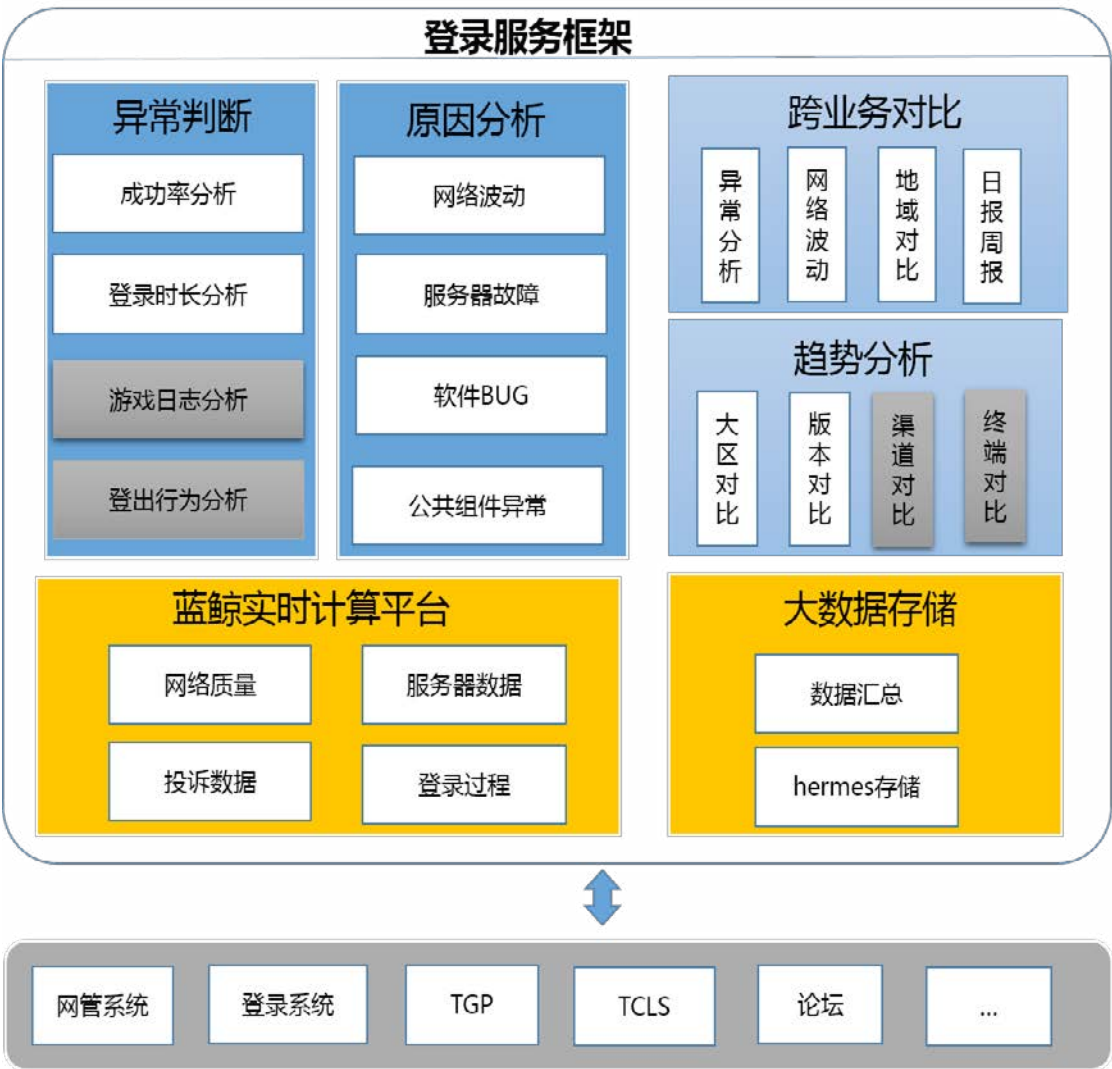 登录服务框架
异常判断
成功率分析
登录时长分析
游戏日志分析
登出行为分析
原因分析
网络波动
服务器故障
软件BUG
公共组件异常
跨业务对比
异常分析
网络波动
地域对比
日报周报
趋势分析
大区对比
版本对比
渠道对比
终端对比
蓝鲸实时计算平台
网络质量
服务器数据
投诉数据
登录过程
大数据存储
数据汇总
hermes存储
网管系统
登录系统
TGP
TCLS
论坛
...